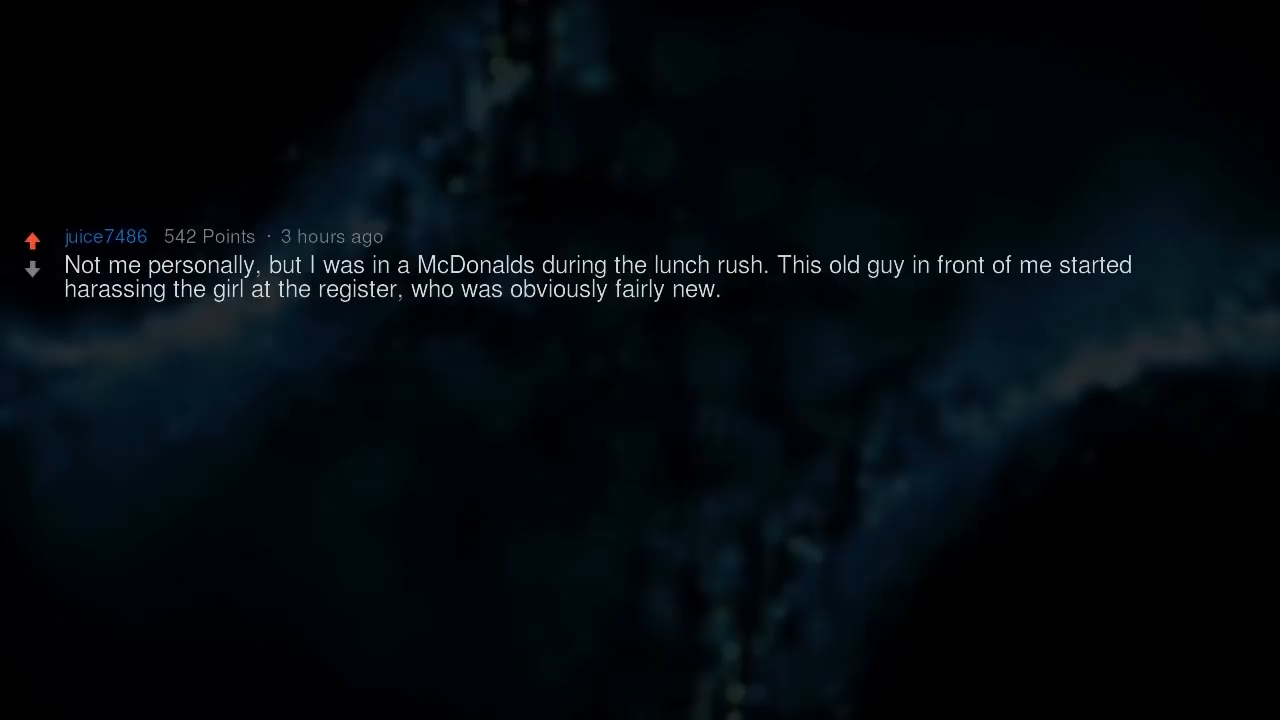 juice7486 542 Points · 3 hours ago
Not me personally, but I was in a McDonalds during the lunch rush. This old guy in front of me started
harassing the girl at the register, who was obviously fairly new.